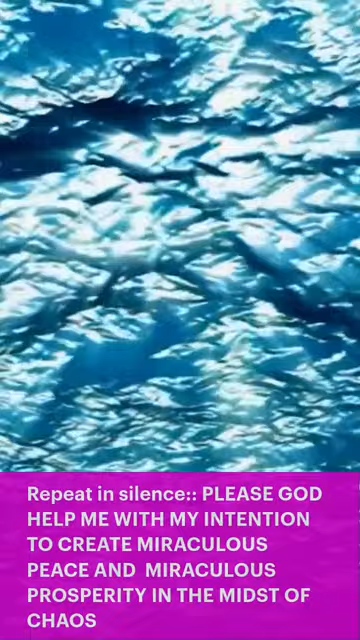 Repeat in silence:: PLEASE GOD
HELP ME WITH MY INTENTION
TO CREATE MIRACULOUS
PEACE AND  MIRACULOUS
PROSPERITY IN THE MIDST OF
CHAOS